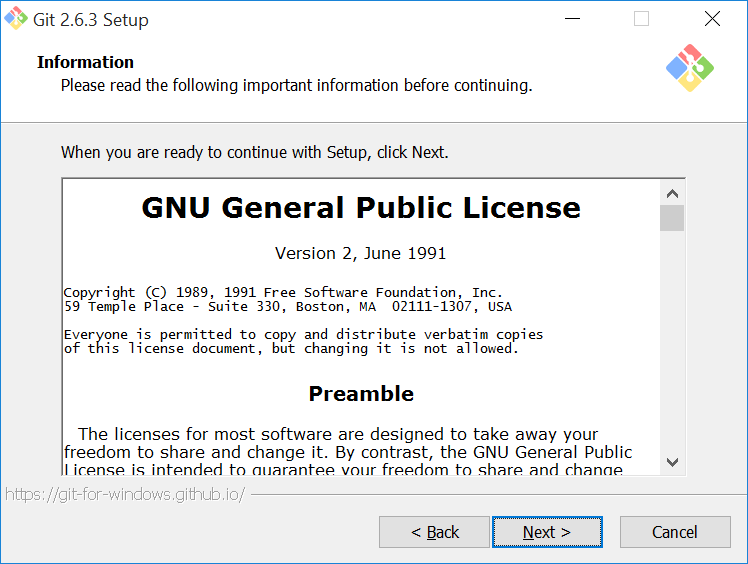 Git 2.6.3 Setup
Information
Please read the following important information before continuing.
When you are ready to continue with Setup, click Next.
GNU General Public License
Version 2, June 1991
Copyright (C) 1989, 1991 Free Software Foundation, Inc.
59 Temple Place - Suite 330, Boston, MA  02111-1307, USA
Everyone is permitted to copy and distribute verbatim copies
of this license document, but changing it is not allowed.
Preamble
The licenses for most software are designed to take away your
freedom to share and change it. By contrast, the GNU General Public
License is intended to guarantee your freedom to share and change
https://git-for-windows.github.io/
< Back
Next >
Cancel